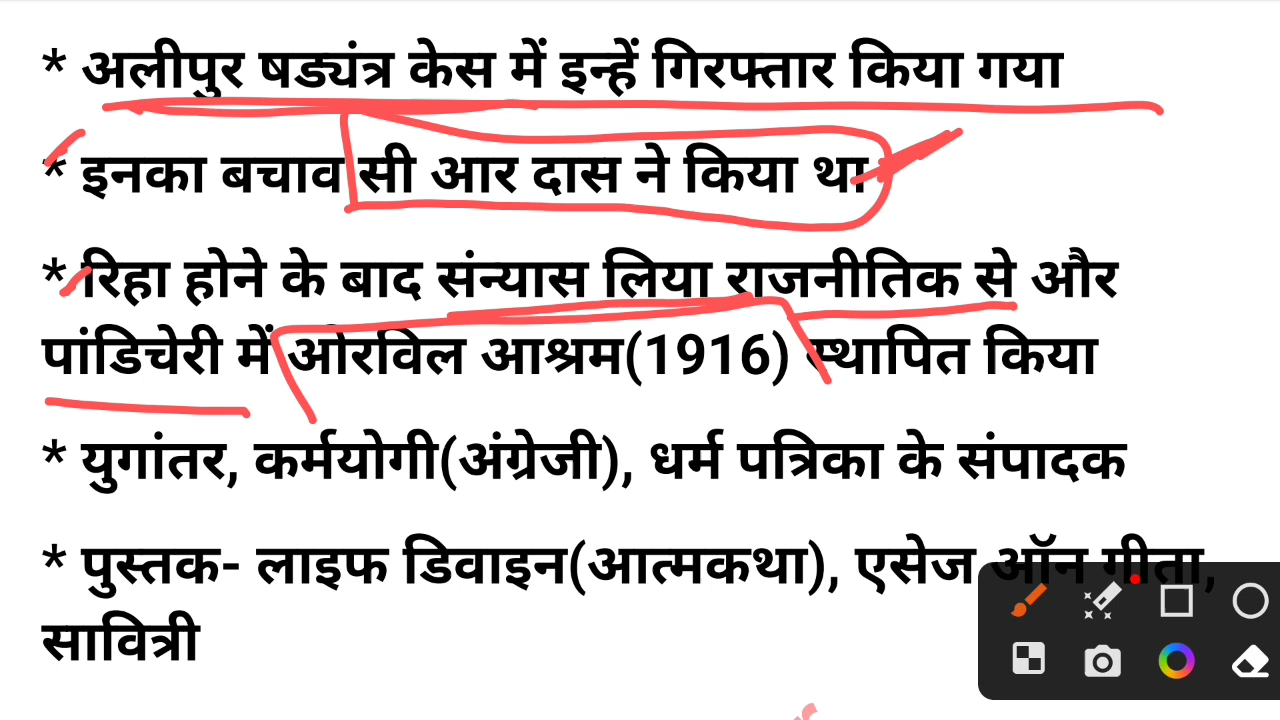 * अलीपुर षड्यंत्र केस में इन्हें गिरफ्तार किया गया
* इनका बचाव सी आर दास ने किया था
* रिहा होने के बाद संन्यास लिया राजनीतिक से और
पांडिचेरी में ओरविल आश्रम(1916) स्थापित किया
* युगांतर, कर्मयोगी(अंग्रेजी), धर्म पत्रिका के संपादक
* पुस्तक- लाइफ डिवाइन(आत्मकथा), एसेज ऑन गीता,
सावित्री